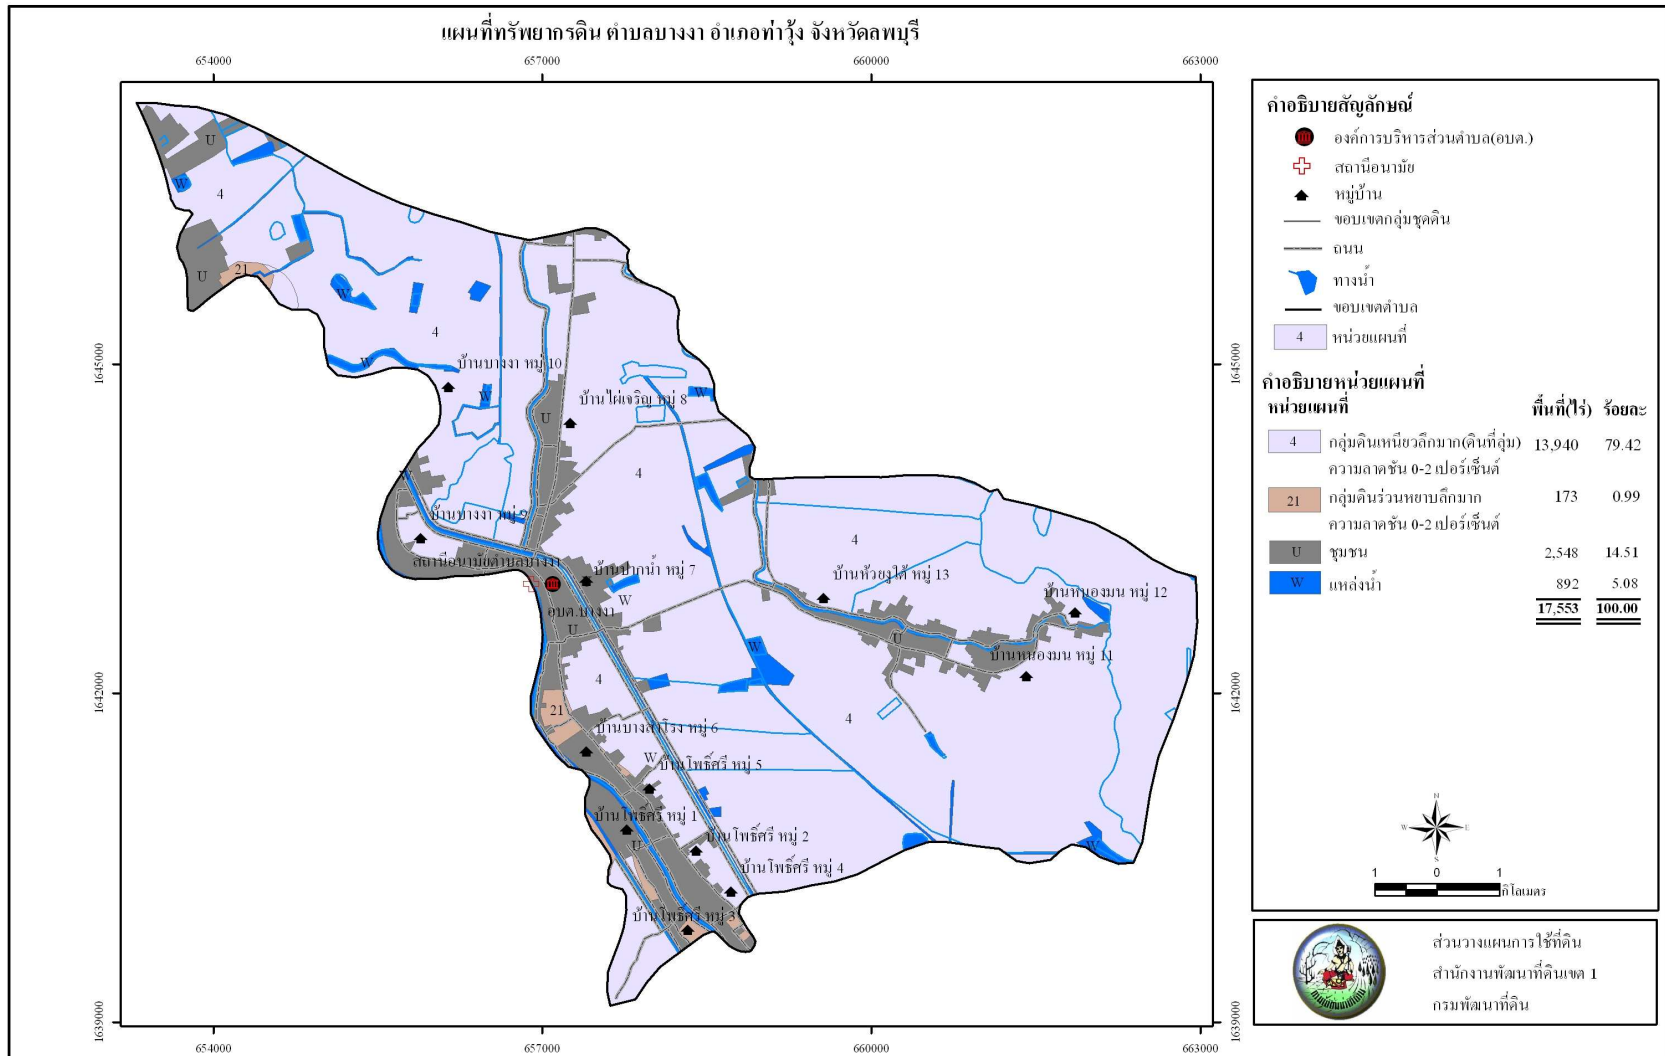 แผนที่ทรัพยากรดิน ตำบลบางงา อำเภอท่าวุ้ง จังหวัดลพบุรี
654000 657000 660000 663000
1645000 1645000
1642000 1642000
1639000 1639000
654000 657000 660000 663000
U
W
4
U
21
W
4
W
บ้านบางงา หมู่ 10
W
U
บ้านไผ่เจริญ หมู่ 8
W
4
W
บ้านบางงา หมู่ 9
สถานีอนามัยตำบลบางงา
บ้านปากน้ำ หมู่ 7
W
อบต.บางงา
U
4
บ้านห้วยงูใต้ หมู่ 13
บ้านหนองมน หมู่ 12
U
บ้านหนองมน หมู่ 11
W
4
21
4
บ้านบางสำโรง หมู่ 6
W
บ้านโพธิ์ศรี หมู่ 5
บ้านโพธิ์ศรี หมู่ 1
U
บ้านโพธิ์ศรี หมู่ 2
บ้านโพธิ์ศรี หมู่ 4
บ้านโพธิ์ศรี หมู่ 3
W
คำอธิบายสัญลักษณ์
องค์การบริหารส่วนตำบล(อบต.)
สถานีอนามัย
หมู่บ้าน
ขอบเขตกลุ่มชุดดิน
ถนน
ทางน้ำ
ขอบเขตตำบล
4 หน่วยแผนที่
คำอธิบายหน่วยแผนที่
หน่วยแผนที่ พื้นที่(ไร่) ร้อยละ
4 กลุ่มดินเหนียวลึกมาก(ดินที่ลุ่ม) 13,940 79.42
ความลาดชัน 0-2 เปอร์เซ็นต์
21 กลุ่มดินร่วนหยาบลึกมาก 173 0.99
ความลาดชัน 0-2 เปอร์เซ็นต์
U ชุมชน 2,548 14.51
W แหล่งน้ำ 892 5.08
17,553 100.00
N
W E
S
1 0 1
กิโลเมตร
ส่วนวางแผนการใช้ที่ดิน
สำนักงานพัฒนาที่ดินเขต 1
กรมพัฒนาที่ดิน
กรมพัฒนาที่ดิน